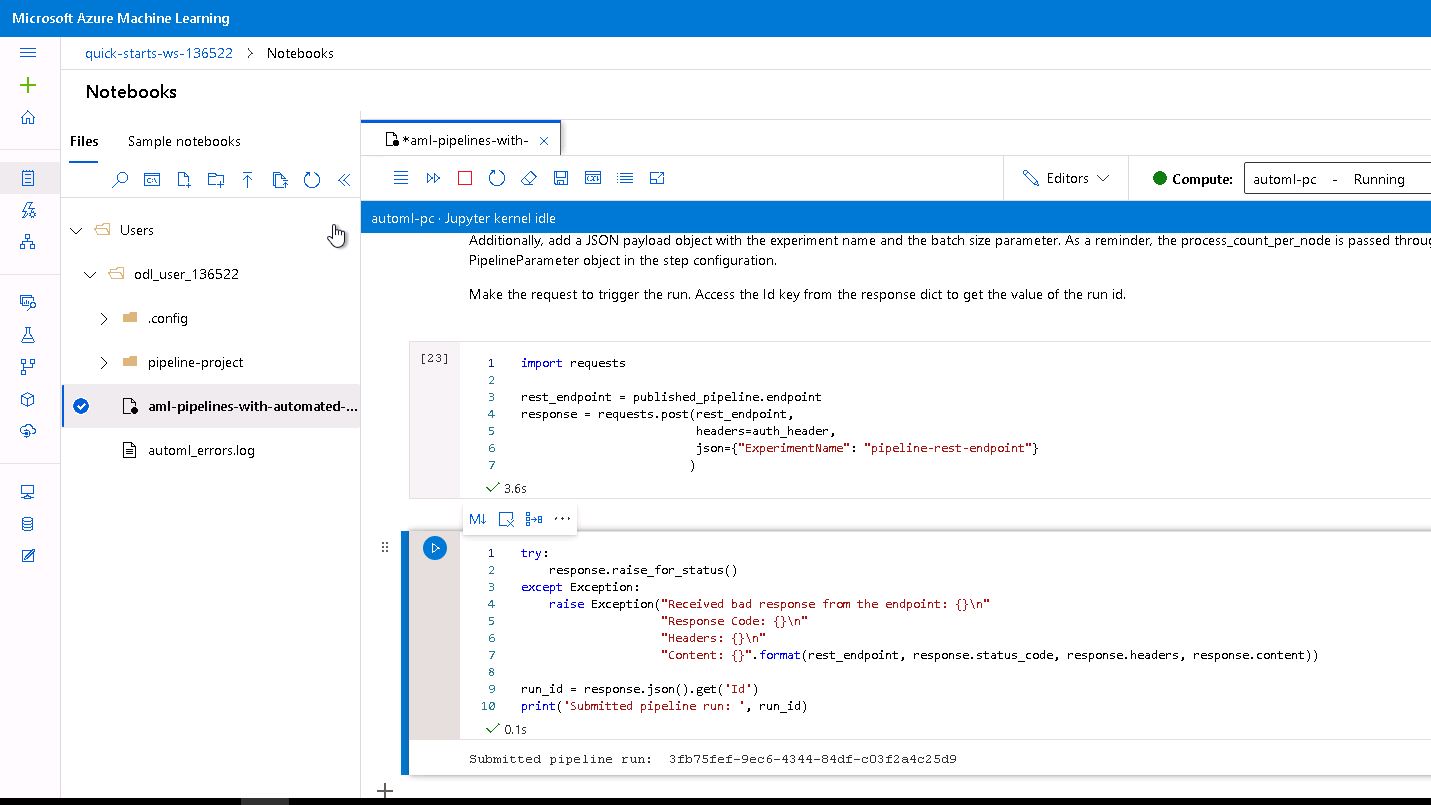 Microsoft Azure Machine Learning
quick-starts-ws-136522 > Notebooks
Notebooks
Files Sample notebooks
Users
odl_user_136522
.config
pipeline-project
aml-pipelines-with-automated-...
automl_errors.log
*aml-pipelines-with-
Editors
Compute: automl-pc - Running
automl-pc · Jupyter kernel idle
Additionally, add a JSON payload object with the experiment name and the batch size parameter. As a reminder, the process_count_per_node is passed
PipelineParameter object in the step configuration.
Make the request to trigger the run. Access the Id key from the response dict to get the value of the run id.
[23]
1 import requests
2
3 rest_endpoint = published_pipeline.endpoint
4 response = requests.post(rest_endpoint,
5 headers=auth_header,
6 json={"ExperimentName": "pipeline-rest-endpoint"}
7 )
3.6s
M↓ ...
1 try:
2 response.raise_for_status()
3 except Exception:
4 raise Exception("Received bad response from the endpoint: {}\n"
5 "Response Code: {}\n"
6 "Headers: {}\n"
7 "Content: {}".format(rest_endpoint, response.status_code, response.headers, response.content))
8
9 run_id = response.json().get('Id')
10 print('Submitted pipeline run: ', run_id)
0.1s
Submitted pipeline run:  3fb75fef-9ec6-4344-84df-c03f2a4c25d9